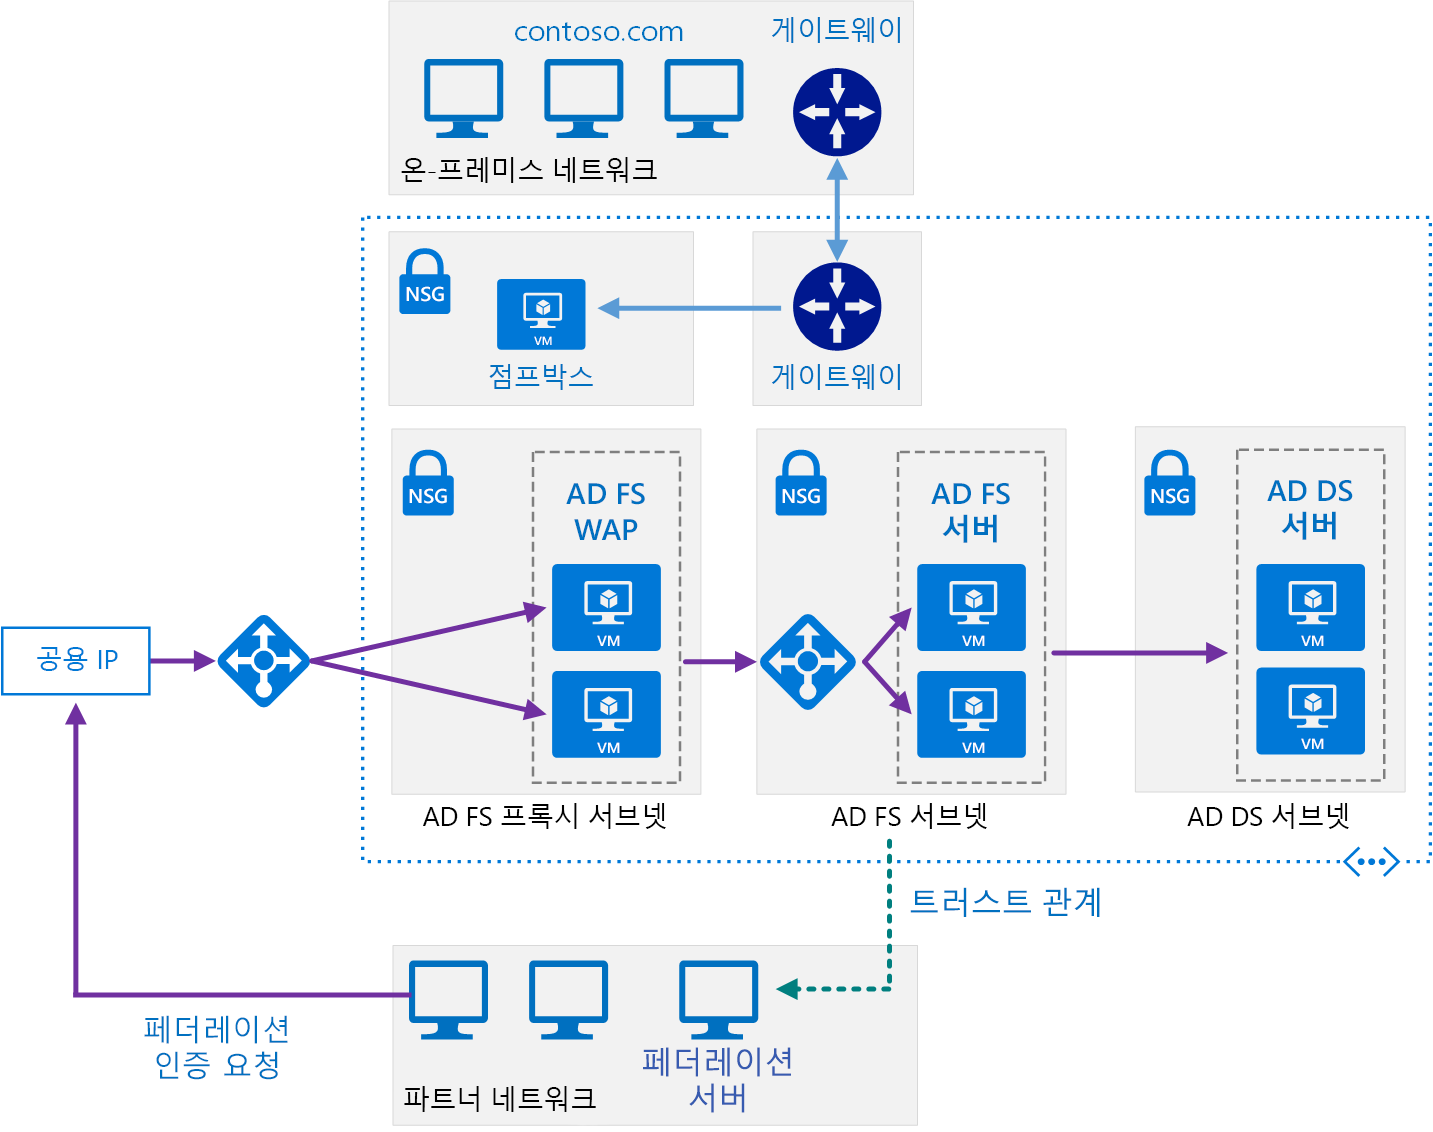 contoso.com
게이트웨이
온-프레미스 네트워크
NSG
VM
점프박스
게이트웨이
NSG
AD FS
WAP
VM
VM
NSG
AD FS
서버
VM
VM
NSG
AD DS
서버
VM
VM
공용 IP
AD FS 프록시 서브넷
AD FS 서브넷
AD DS 서브넷
트러스트 관계
페더레이션
인증 요청
페더레이션
서버
파트너 네트워크